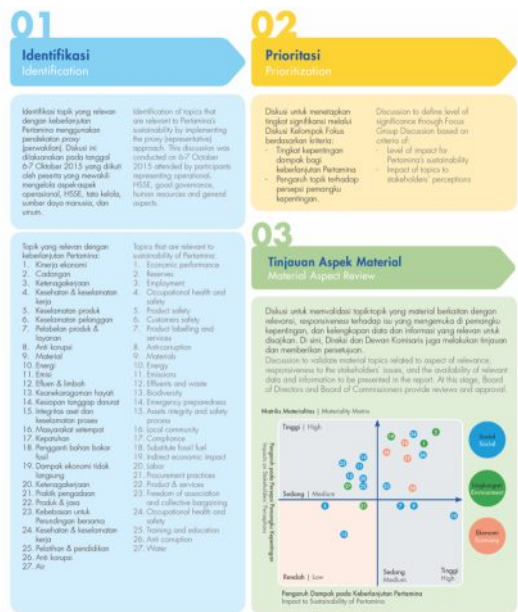 01
Identifikasi
Identification
Identifikasi topik yang relevan
dengan keberlanjutan
Pertamina menggunakan
pendekatan proxy
(perwakilan). Diskusi ini
dilaksanakan pada tanggal
6-7 Oktober 2015 yang diikuti
oleh peserta yang mewakili
mengelola aspek-aspek
operasional, HSSE, tata kelola,
sumber daya manusia, dan
umum.
Identification of topics that
are relevant to Pertamina's
sustainability by implementing
the proxy (representative)
approach. This discussion was
conducted on 6-7 October
2015 attended by participants
representing operational,
HSSE, good governance,
human resources and general
aspects.
Topik yang relevan dengan
keberlanjutan Pertamina:
1. Kinerja ekonomi
2. Cadangan
3. Ketenagakerjaan
4. Kesehatan & keselamatan
kerja
5. Keselamatan produk
6. Keselamatan pelanggan
7. Pelabelan produk &
layanan
8. Anti korupsi
9. Material
10. Energi
11. Emisi
12. Efluen & limbah
13. Keanekaragaman hayati
14. Kesiapan tanggap darurat
15. Integritas aset dan
keselamatan proses
16. Masyarakat setempat
17. Kepatuhan
18. Pengganti bahan bakar
fosil
19. Dampak ekonomi tidak
langsung
20. Ketenagakerjaan
21. Praktik pengadaan
22. Produk & jasa
23. Kebebasan untuk
Perundingan bersama
24. Kesehatan & keselamatan
kerja
25. Pelatihan & pendidikan
26. Anti korupsi
27. Air
Topics that are relevant to
sustainability of Pertamina:
1. Economic performance
2. Reserves
3. Employment
4. Occupational health and
safety
5. Product safety
6. Customers safety
7. Product labelling and
services
8. Anti-corruption
9. Materials
10. Energy
11. Emissions
12. Effluents and waste
13. Biodiversity
14. Emergency preparedness
15. Assets integrity and safety
process
16. Local community
17. Compliance
18. Substitute fossil fuel
19. Indirect economic impact
20. Labor
21. Procurement practices
22. Product & services
23. Freedom of association
and collective bargaining
24. Occupational health and
safety
25. Training and education
26. Anti corruption
27. Water
02
Prioritasi
Prioritization
Diskusi untuk menetapkan
tingkat signifikansi melalui
Diskusi Kelompok Fokus
berdasarkan kriteria:
- Tingkat kepentingan
dampak bagi
keberlanjutan Pertamina
- Pengaruh topik terhadap
persepsi pemangku
kepentingan.
Discussion to define level of
significance through Focus
Group Discussion based on
criteria of:
- Level of impact for
Pertamina's sustainability
- Impact of topics to
stakeholders' perceptions
03
Tinjauan Aspek Material
Material Aspect Review
Diskusi untuk memvalidasi topik-topik yang material berkaitan dengan
relevansi, responsiveness terhadap isu yang mengemuka di pemangku
kepentingan, dan kelengkapan data dan informasi yang relevan untuk
disajikan. Di sini, Direksi dan Dewan Komisaris juga melakukan tinjauan
dan memberikan persetujuan.
Discussion to validate material topics related to aspect of relevance,
responsiveness to the stakeholders' issues, and the availability of relevant
data and information to be presented in the report. At this stage, Board
of Directors and Board of Commissioners provide reviews and approval.
Matriks Materialitas | Materiality Matrix
Tinggi | High
Sedang | Medium
Rendah | Low
Sedang
Medium
Tinggi
High
Pengaruh pada Persepsi Pemangku Kepentingan
Impacts on Stakeholders' Perceptions
Pengaruh Dampak pada Keberlanjutan Pertamina
Impact to Sustainability of Pertamina
Sosial
Social
Lingkungan
Environment
Ekonomi
Economy